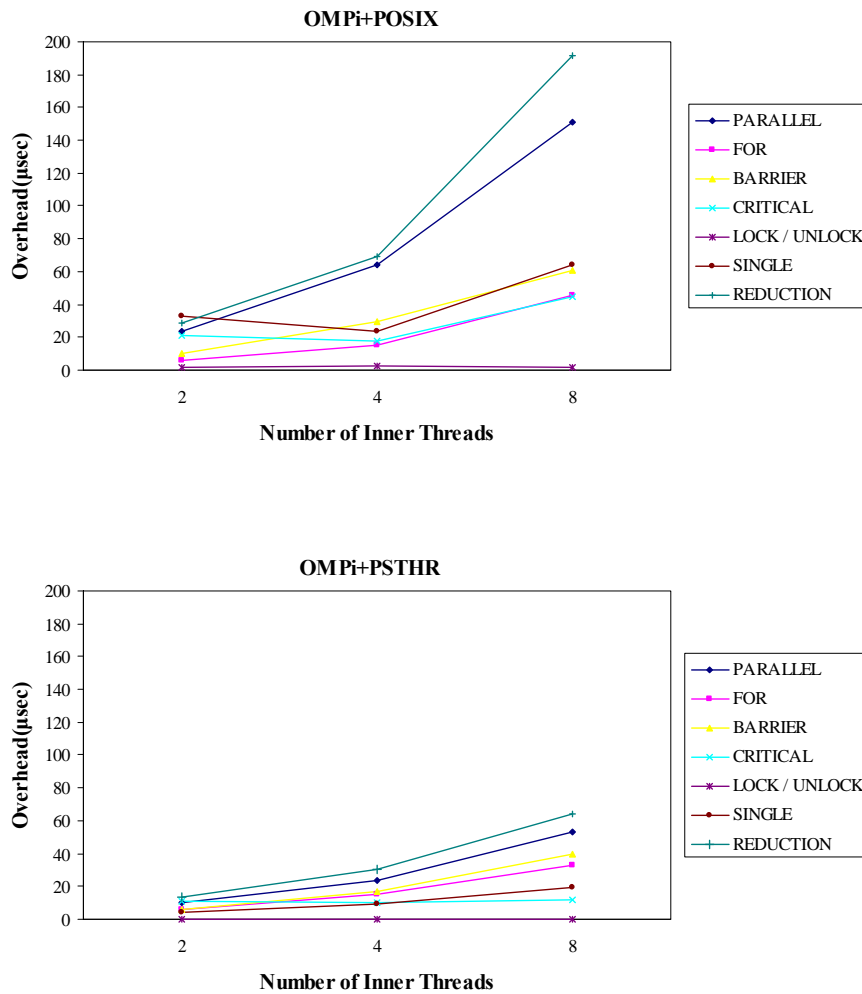 OMPi+POSIX
200
180
160
140
120
100
80
60
40
20
0
Overhead(µsec)
2 4 8
Number of Inner Threads
PARALLEL
FOR
BARRIER
CRITICAL
LOCK / UNLOCK
SINGLE
REDUCTION
OMPi+PSTHR
200
180
160
140
120
100
80
60
40
20
0
Overhead(µsec)
2 4 8
Number of Inner Threads
PARALLEL
FOR
BARRIER
CRITICAL
LOCK / UNLOCK
SINGLE
REDUCTION